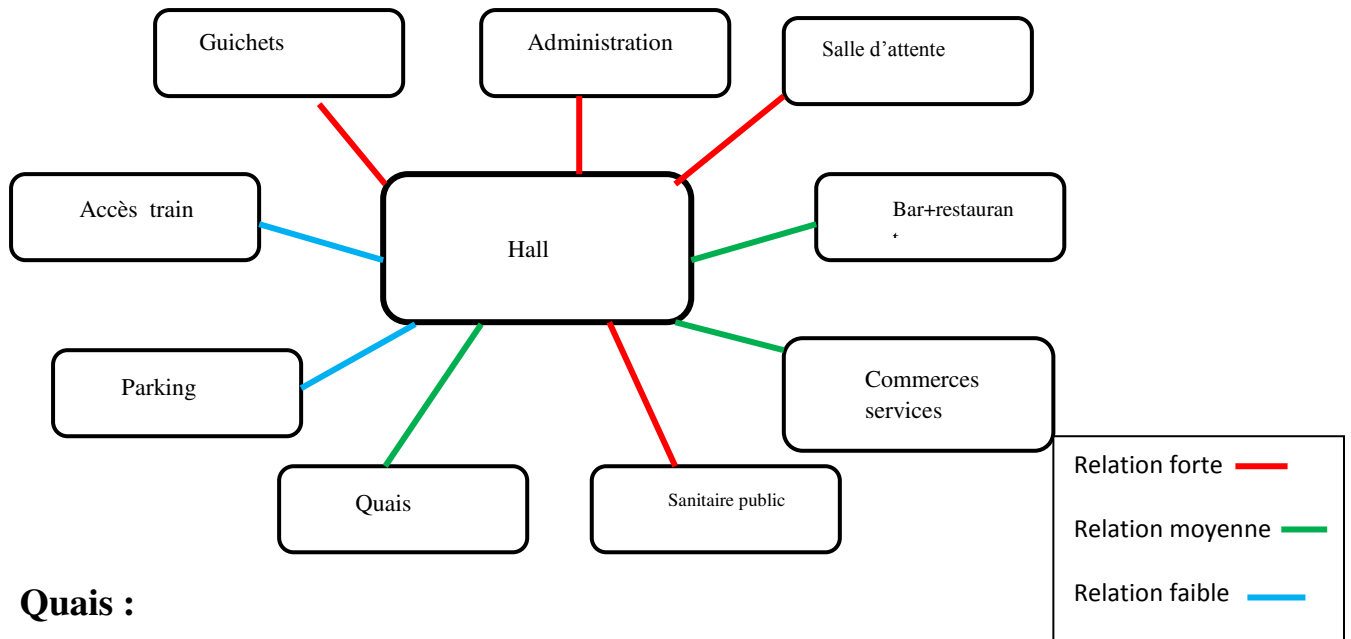 Guichets
Administration
Salle d’attente
Accès train
Bar+restauran
t
Hall
Parking
Commerces
services
Quais
Sanitaire public
Relation forte
Relation moyenne
Relation faible
Quais :